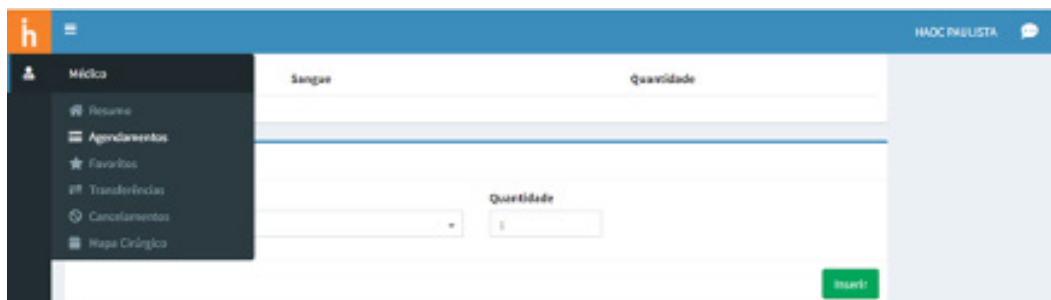 h
HAOC PAULISTA
Médico
Sangue Quantidade
Resumo
Agendamentos
Favoritos
Transferências
Quantidade
Cancelamentos
1
Mapa Cirúrgico
Inserir